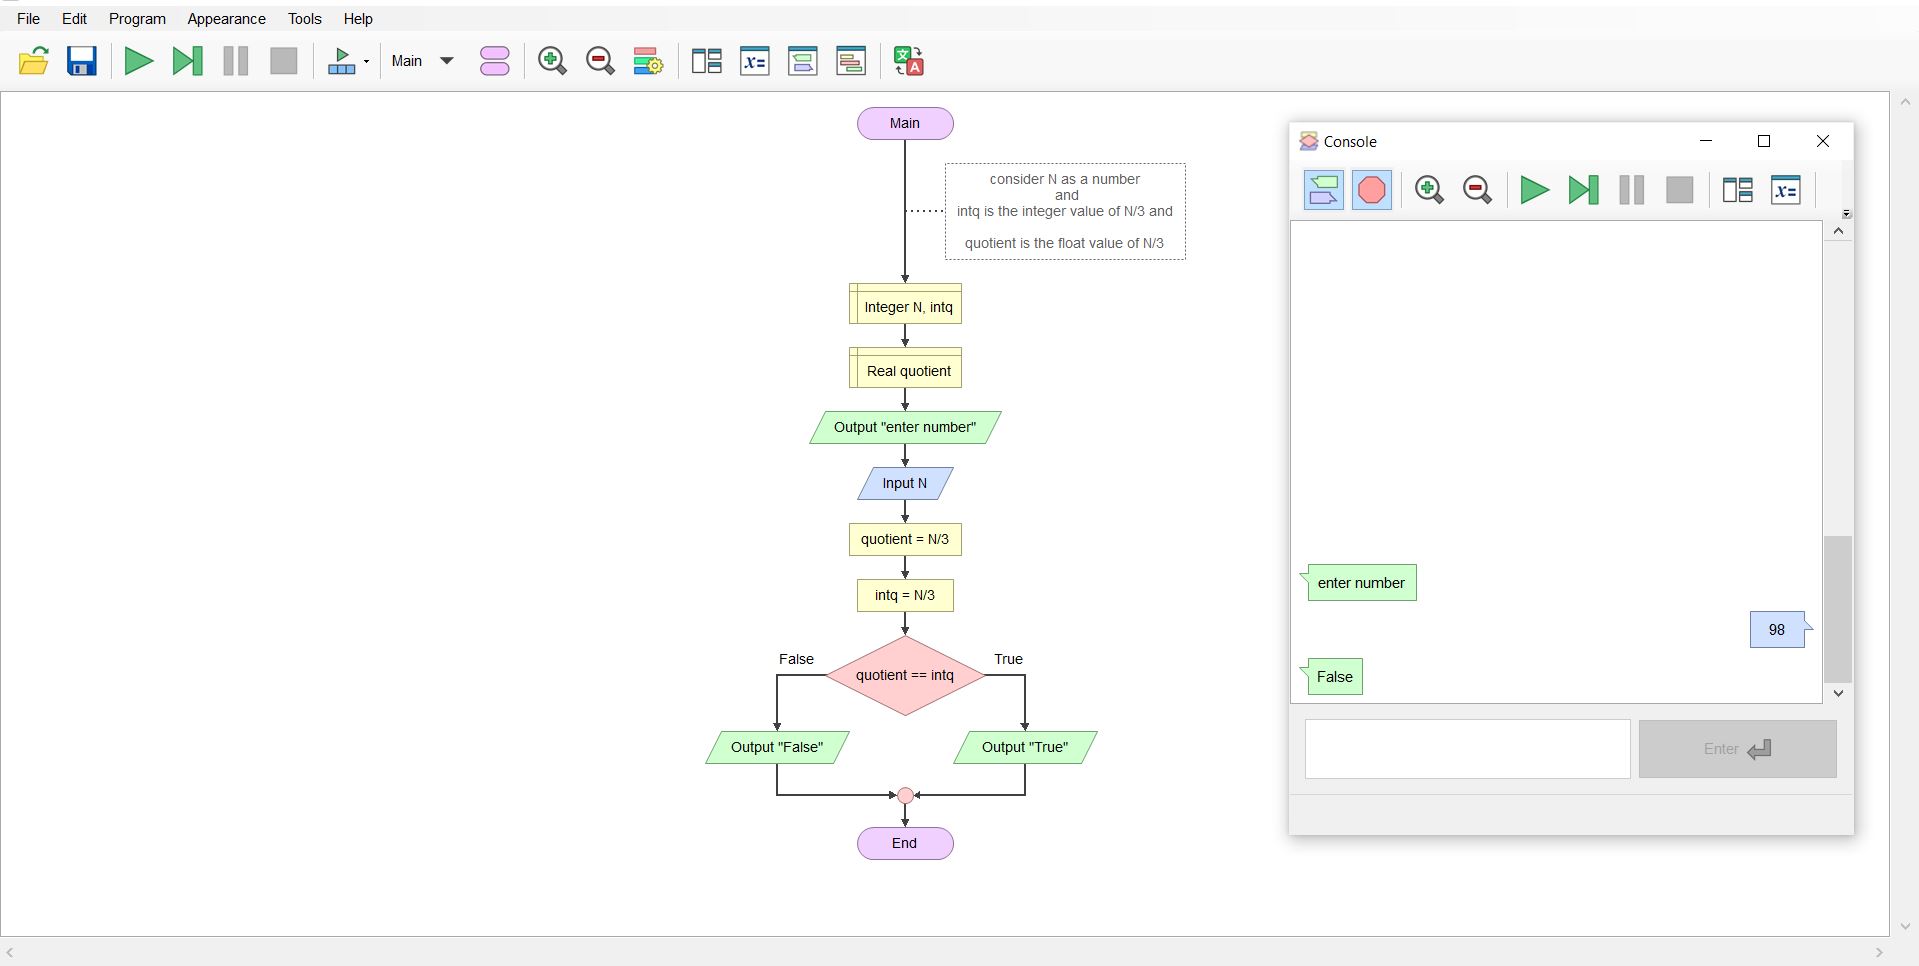 File Edit Program Appearance Tools Help
Main
x=
文
A
Main
consider N as a number
and
intq is the integer value of N/3 and
quotient is the float value of N/3
Integer N, intq
Real quotient
Output "enter number"
Input N
quotient = N/3
intq = N/3
False
True
quotient == intq
Output "False"
Output "True"
End
Console
x=
enter number
98
False
Enter